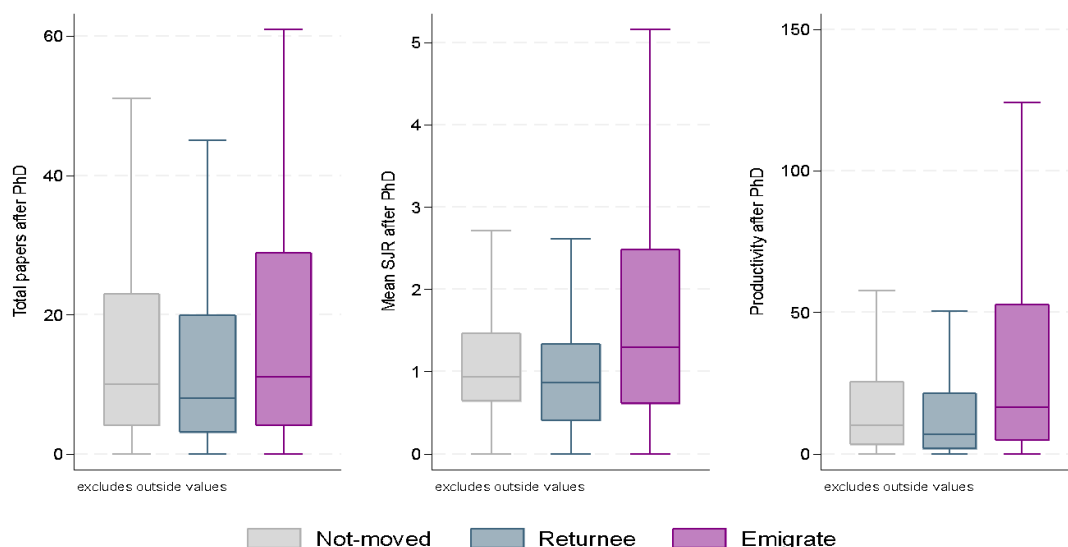 Total papers after PhD
60
40
20
0
excludes outside values
Mean SJR after PhD
5
4
3
2
1
0
excludes outside values
Productivity after PhD
150
100
50
0
excludes outside values
Not-moved Returnee Emigrate